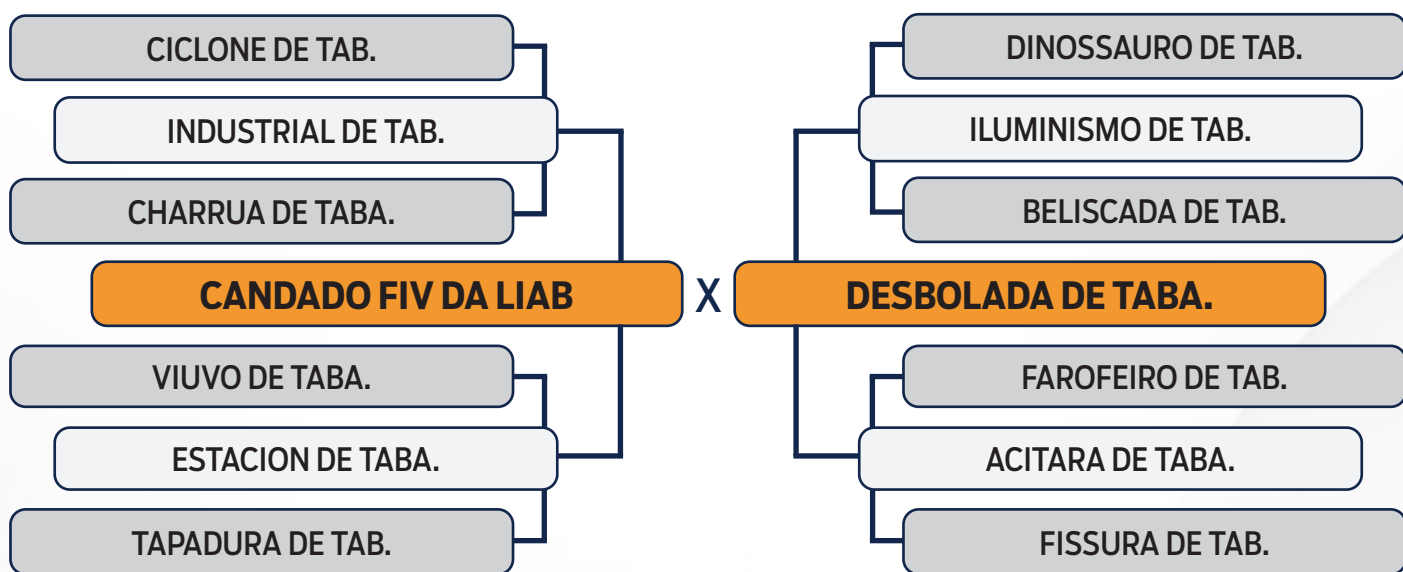 CICLONE DE TAB.
INDUSTRIAL DE TAB.
CHARRUA DE TABA.
CANDADO FIV DA LIAB
VIUVO DE TABA.
ESTACION DE TABA.
TAPADURA DE TAB.
X
DINOSSAURO DE TAB.
ILUMINISMO DE TAB.
BELISCADA DE TAB.
DESBOLADA DE TABA.
FAROFEIRO DE TAB.
ACITARA DE TABA.
FISSURA DE TAB.